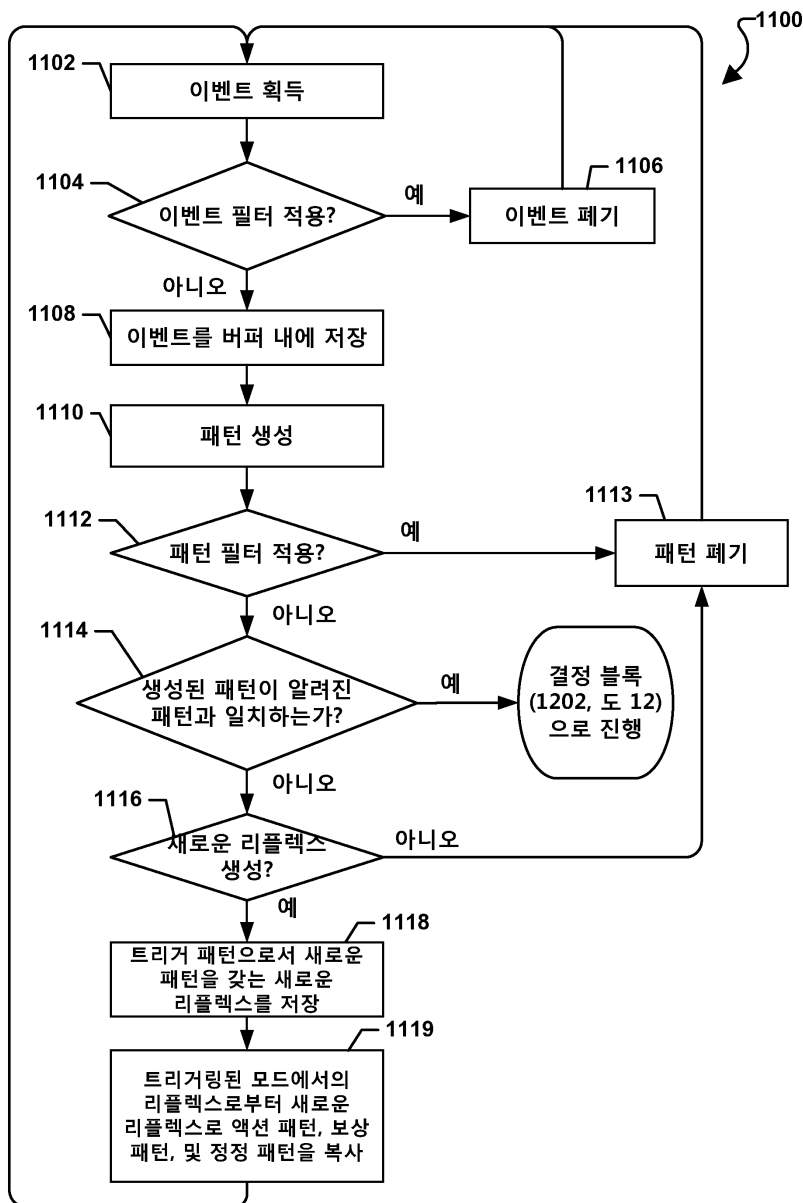 1100
1102
이벤트 획득
1104
이벤트 필터 적용?
예
1106
이벤트 폐기
아니오
1108
이벤트를 버퍼 내에 저장
1110
패턴 생성
1112
패턴 필터 적용?
예
1113
패턴 폐기
아니오
1114
생성된 패턴이 알려진
패턴과 일치하는가?
예
결정 블록
(1202, 도 12)
으로 진행
아니오
1116
새로운 리플렉스
생성?
아니오
예
1118
트리거 패턴으로서 새로운
패턴을 갖는 새로운
리플렉스를 저장
1119
트리거링된 모드에서의
리플렉스로부터 새로운
리플렉스로 액션 패턴, 보상
패턴, 및 정정 패턴을 복사